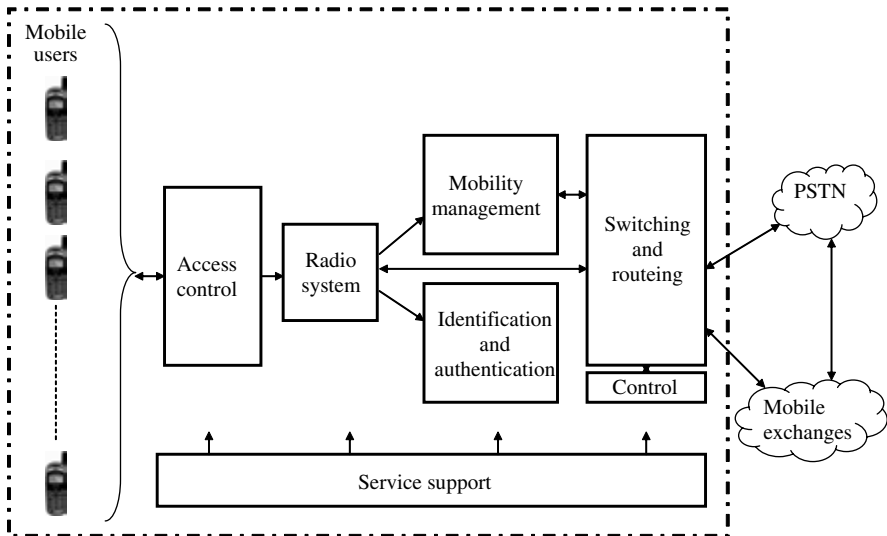 Mobile
users
Access
control
Radio
system
Mobility
management
Identification
and
authentication
Switching
and
routeing
Control
Service support
PSTN
Mobile
exchanges